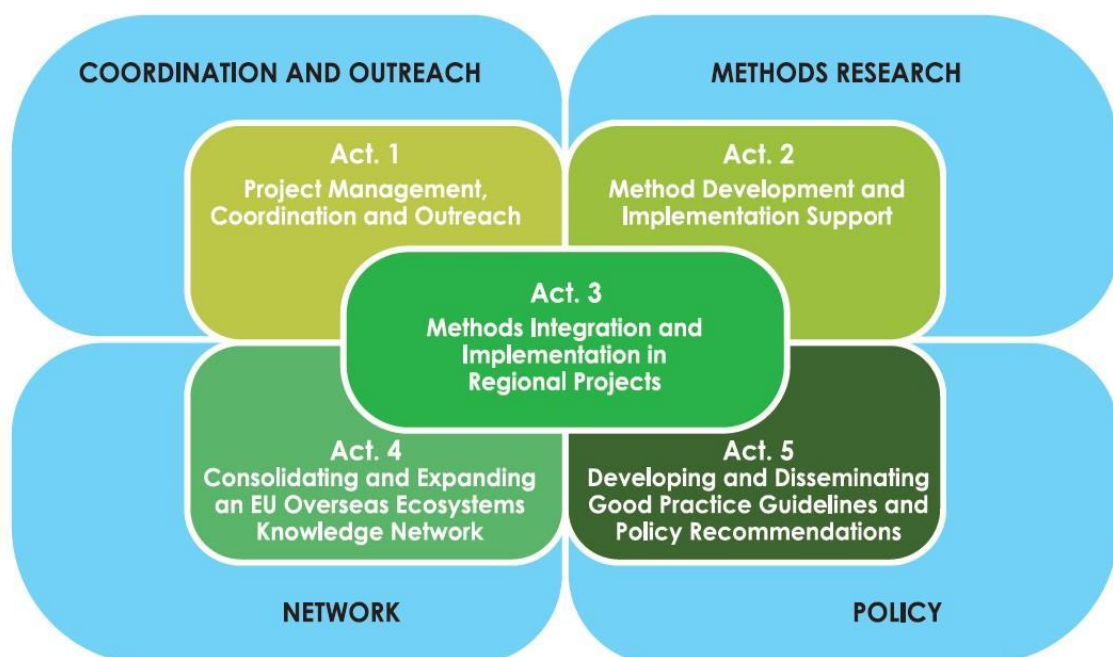 COORDINATION AND OUTREACH
METHODS RESEARCH
Act. 1
Project Management,
Coordination and Outreach
Act. 2
Method Development and
Implementation Support
Act. 3
Methods Integration and
Implementation in
Regional Projects
Act. 4
Consolidating and Expanding
an EU Overseas Ecosystems
Knowledge Network
Act. 5
Developing and Disseminating
Good Practice Guidelines and
Policy Recommendations
NETWORK
POLICY